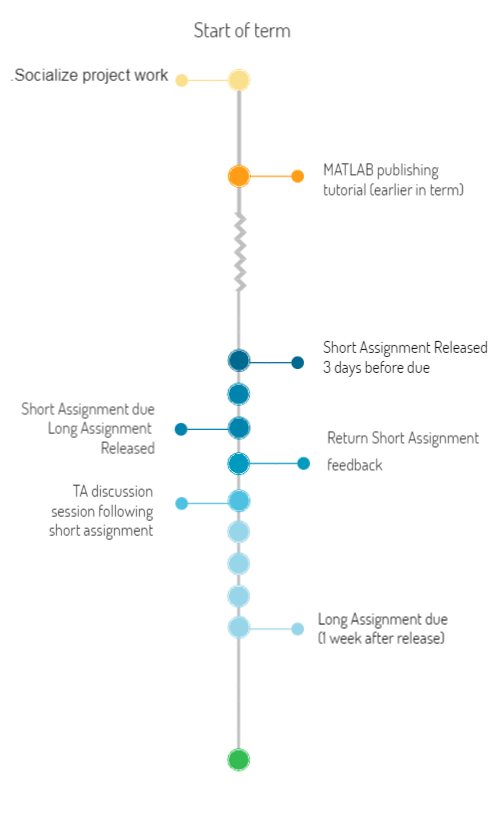 Start of term
.Socialize project work
MATLAB publishing
tutorial (earlier in term)
Short Assignment Released
3 days before due
Short Assignment due
Long Assignment
Released
Return Short Assignment
feedback
TA discussion
session following
short assignment
Long Assignment due
(1 week after release)